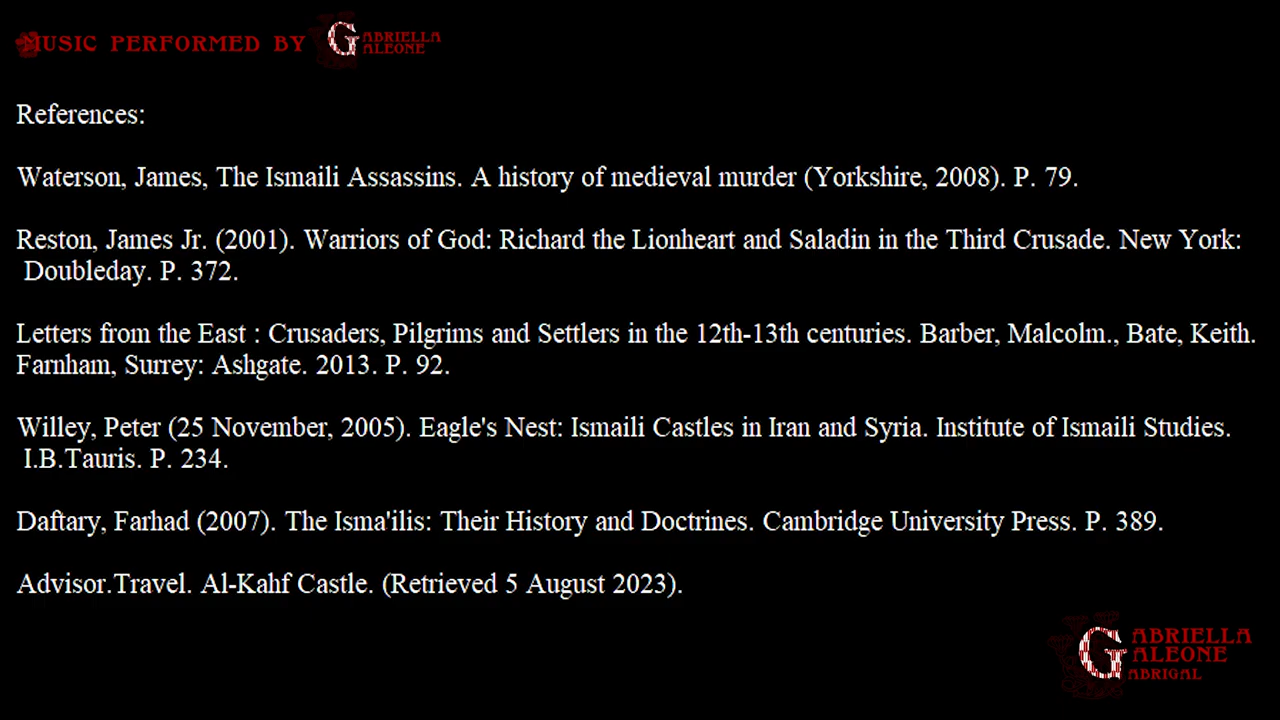 MUSIC PERFORMED BY GABRIELLA GALEONE
References:
Waterson, James, The Ismaili Assassins. A history of medieval murder (Yorkshire, 2008). P. 79.
Reston, James Jr. (2001). Warriors of God: Richard the Lionheart and Saladin in the Third Crusade. New York:
Doubleday. P. 372.
Letters from the East : Crusaders, Pilgrims and Settlers in the 12th-13th centuries. Barber, Malcolm., Bate, Keith.
Farnham, Surrey: Ashgate. 2013. P. 92.
Willey, Peter (25 November, 2005). Eagle's Nest: Ismaili Castles in Iran and Syria. Institute of Ismaili Studies.
I.B.Tauris. P. 234.
Daftary, Farhad (2007). The Isma'ilis: Their History and Doctrines. Cambridge University Press. P. 389.
Advisor.Travel. Al-Kahf Castle. (Retrieved 5 August 2023).
GABRIELLA
GALEONE
GABRIGAL